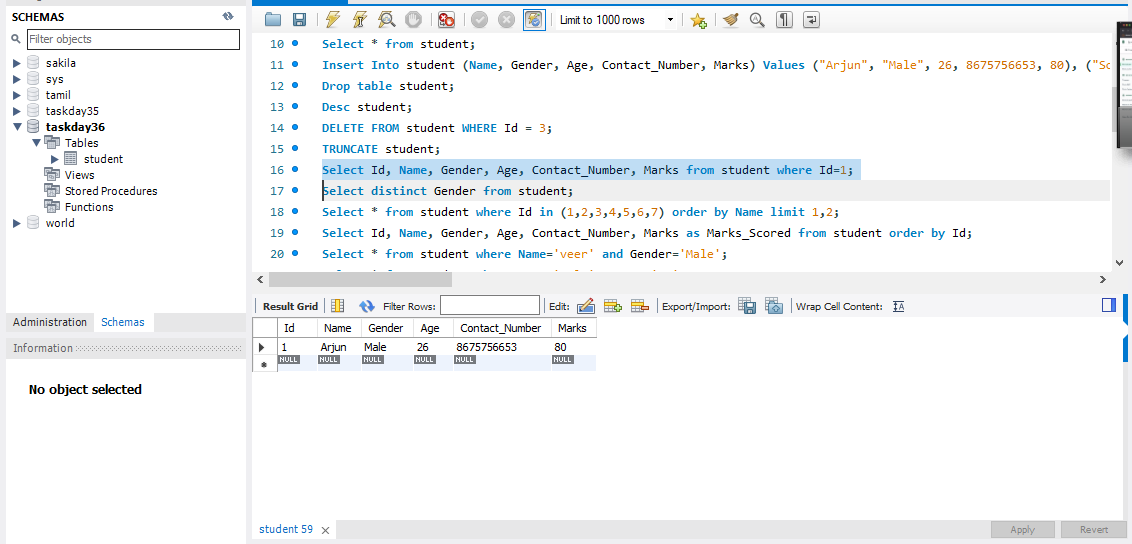 SCHEMAS
Filter objects
sakila
sys
tamil
taskday35
taskday36
Tables
student
Views
Stored Procedures
Functions
world
Administration Schemas
Information
No object selected
Limit to 1000 rows
10 Select * from student;
11 Insert Into student (Name, Gender, Age, Contact_Number, Marks) Values ("Arjun", "Male", 26, 8675756653, 80), ("So
12 Drop table student;
13 Desc student;
14 DELETE FROM student WHERE Id = 3;
15 TRUNCATE student;
16 Select Id, Name, Gender, Age, Contact_Number, Marks from student where Id=1;
17 Select distinct Gender from student;
18 Select * from student where Id in (1,2,3,4,5,6,7) order by Name limit 1,2;
19 Select Id, Name, Gender, Age, Contact_Number, Marks as Marks_Scored from student order by Id;
20 Select * from student where Name='veer' and Gender='Male';
Result Grid Filter Rows: Edit: Export/Import: Wrap Cell Content:
Id Name Gender Age Contact_Number Marks
1 Arjun Male 26 8675756653 80
NULL NULL NULL NULL NULL NULL
student 59
Apply Revert